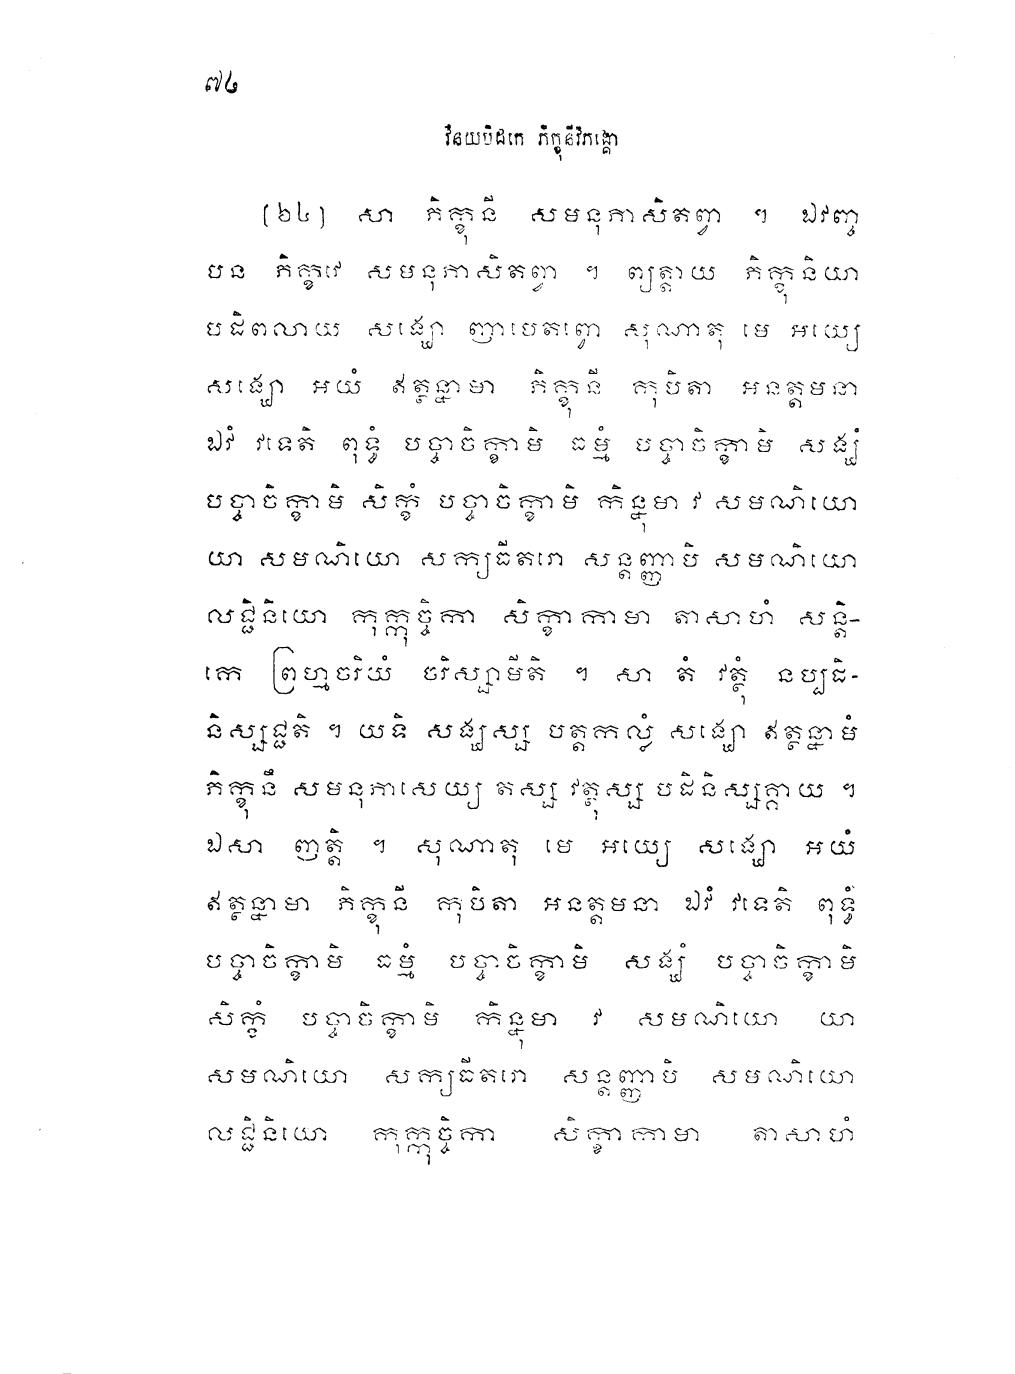 ៧៤
វិនយបិដកេ ភិក្ខុនីវិភង្គោ
(៦៤) សា ភិក្ខុនី សមនុភាសិតព្វា ។ ឯវញ្ច
បន ភិក្ខវេ សមនុភាសិតព្វា ។ ព្យត្តាយ ភិក្ខុនិយា
បដិពលាយ សង្ឃោ ញាបេតព្វោ សុណាតុ មេ អយ្យេ
សង្ឃោ អយំ ឥត្ថន្នាមា ភិក្ខុនី កុបិតា អនត្តមនា
ឯវំ វទេតិ ពុទ្ធំ បច្ចាចិក្ខាមិ ធម្មំ បច្ចាចិក្ខាមិ សង្ឃំ
បច្ចាចិក្ខាមិ សិក្ខំ បច្ចាចិក្ខាមិ កិន្នុមា វ សមណិយោ
យា សមណិយោ សក្យធីតរោ សន្តញ្ញាបិ សមណិយោ
លជ្ជិនិយោ កុក្កុច្ចិកា សិក្ខាកាមា តាសាហំ សន្តិ-
កេ ព្រហ្មចរិយំ ចរិស្សាមីតិ ។ សា តំ វត្ថុំ នប្បដិ-
និស្សជ្ជតិ ។ យទិ សង្ឃស្ស បត្តកល្លំ សង្ឃោ ឥត្ថន្នាមំ
ភិក្ខុនឹ សមនុភាសេយ្យ តស្ស វត្ថុស្ស បដិនិស្សគ្គាយ ។
ឯសា ញត្តិ ។ សុណាតុ មេ អយ្យេ សង្ឃោ អយំ
ឥត្ថន្នាមា ភិក្ខុនី កុបិតា អនត្តមនា ឯវំ វទេតិ ពុទ្ធំ
បច្ចាចិក្ខាមិ ធម្មំ បច្ចាចិក្ខាមិ សង្ឃំ បច្ចាចិក្ខាមិ
សិក្ខំ បច្ចាចិក្ខាមិ កិន្នុមា វ សមណិយោ យា
សមណិយោ សក្យធីតរោ សន្តញ្ញាបិ សមណិយោ
លជ្ជិនិយោ កុក្កុច្ចិកា សិក្ខាកាមា តាសាហំ